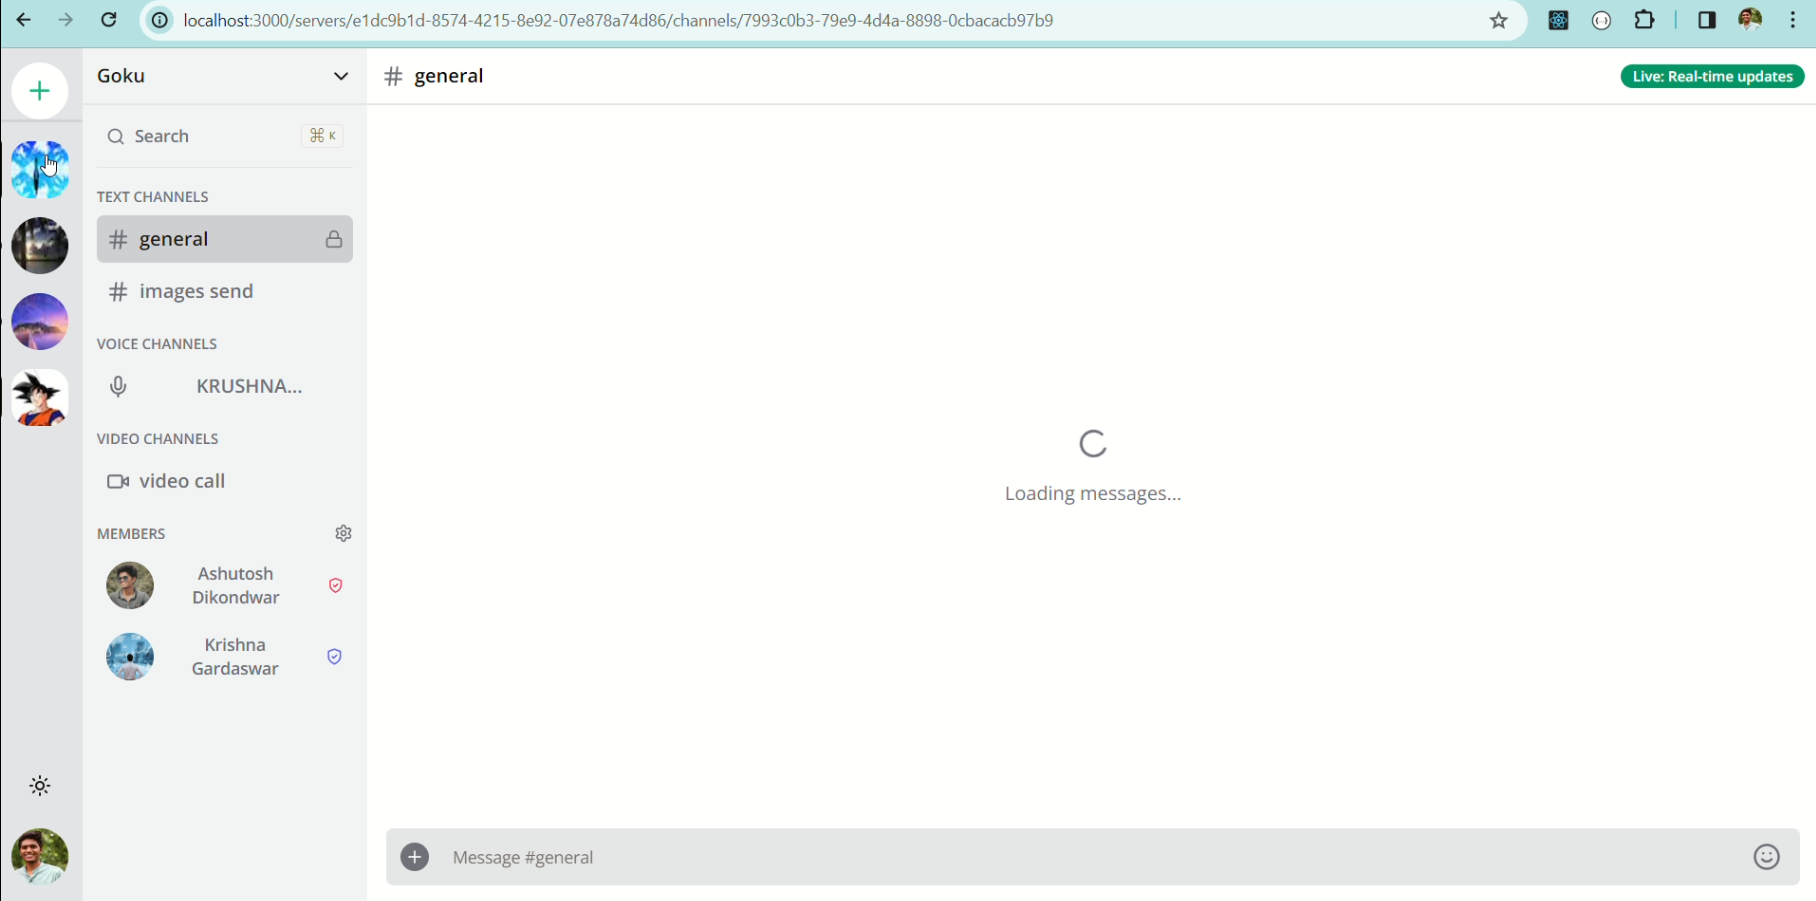 localhost:3000/servers/e1dc9b1d-8574-4215-8e92-07e878a74d86/channels/7993c0b3-79e9-4d4a-8898-0cbacacb97b9
Goku
# general
Live: Real-time updates
Search
⌘ K
TEXT CHANNELS
# general
# images send
VOICE CHANNELS
KRUSHNA...
VIDEO CHANNELS
video call
MEMBERS
Ashutosh
Dikondwar
Krishna
Gardaswar
Loading messages...
Message #general